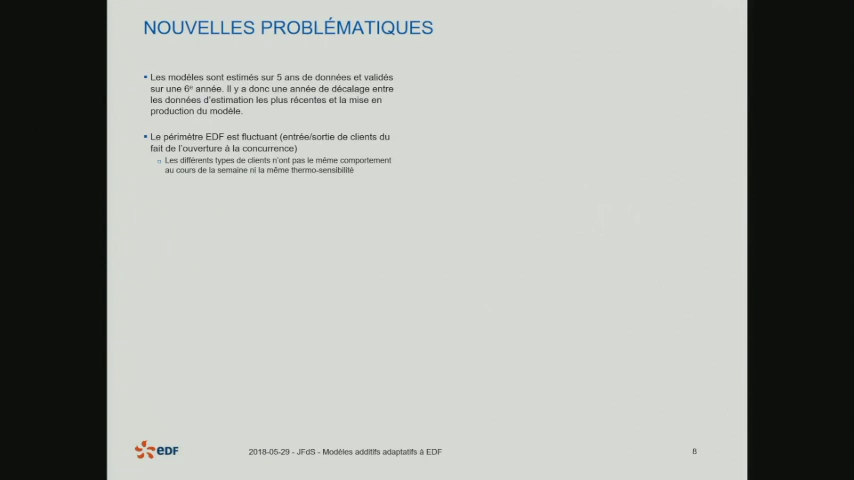 NOUVELLES PROBLÉMATIQUES
Les modèles sont estimés sur 5 ans de données et validés
sur une 6e année. Il y a donc une année de décalage entre
les données d'estimation les plus récentes et la mise en
production du modèle.
Le périmètre EDF est fluctuant (entrée/sortie de clients du
fait de l'ouverture à la concurrence)
Les différents types de clients n'ont pas le même comportement
au cours de la semaine ni la même thermo-sensibilité
eDF
2018-05-29 - JFdS - Modèles additifs adaptatifs à EDF
8